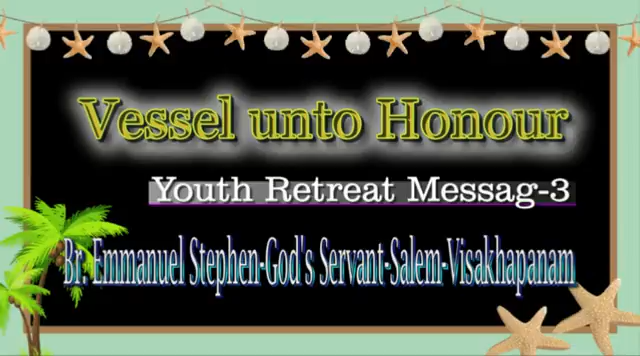 Vessel unto Honour
Youth Retreat Messag-3
Br. Emmanuel Stephen-God's Servant-Salem-Visakhapanam